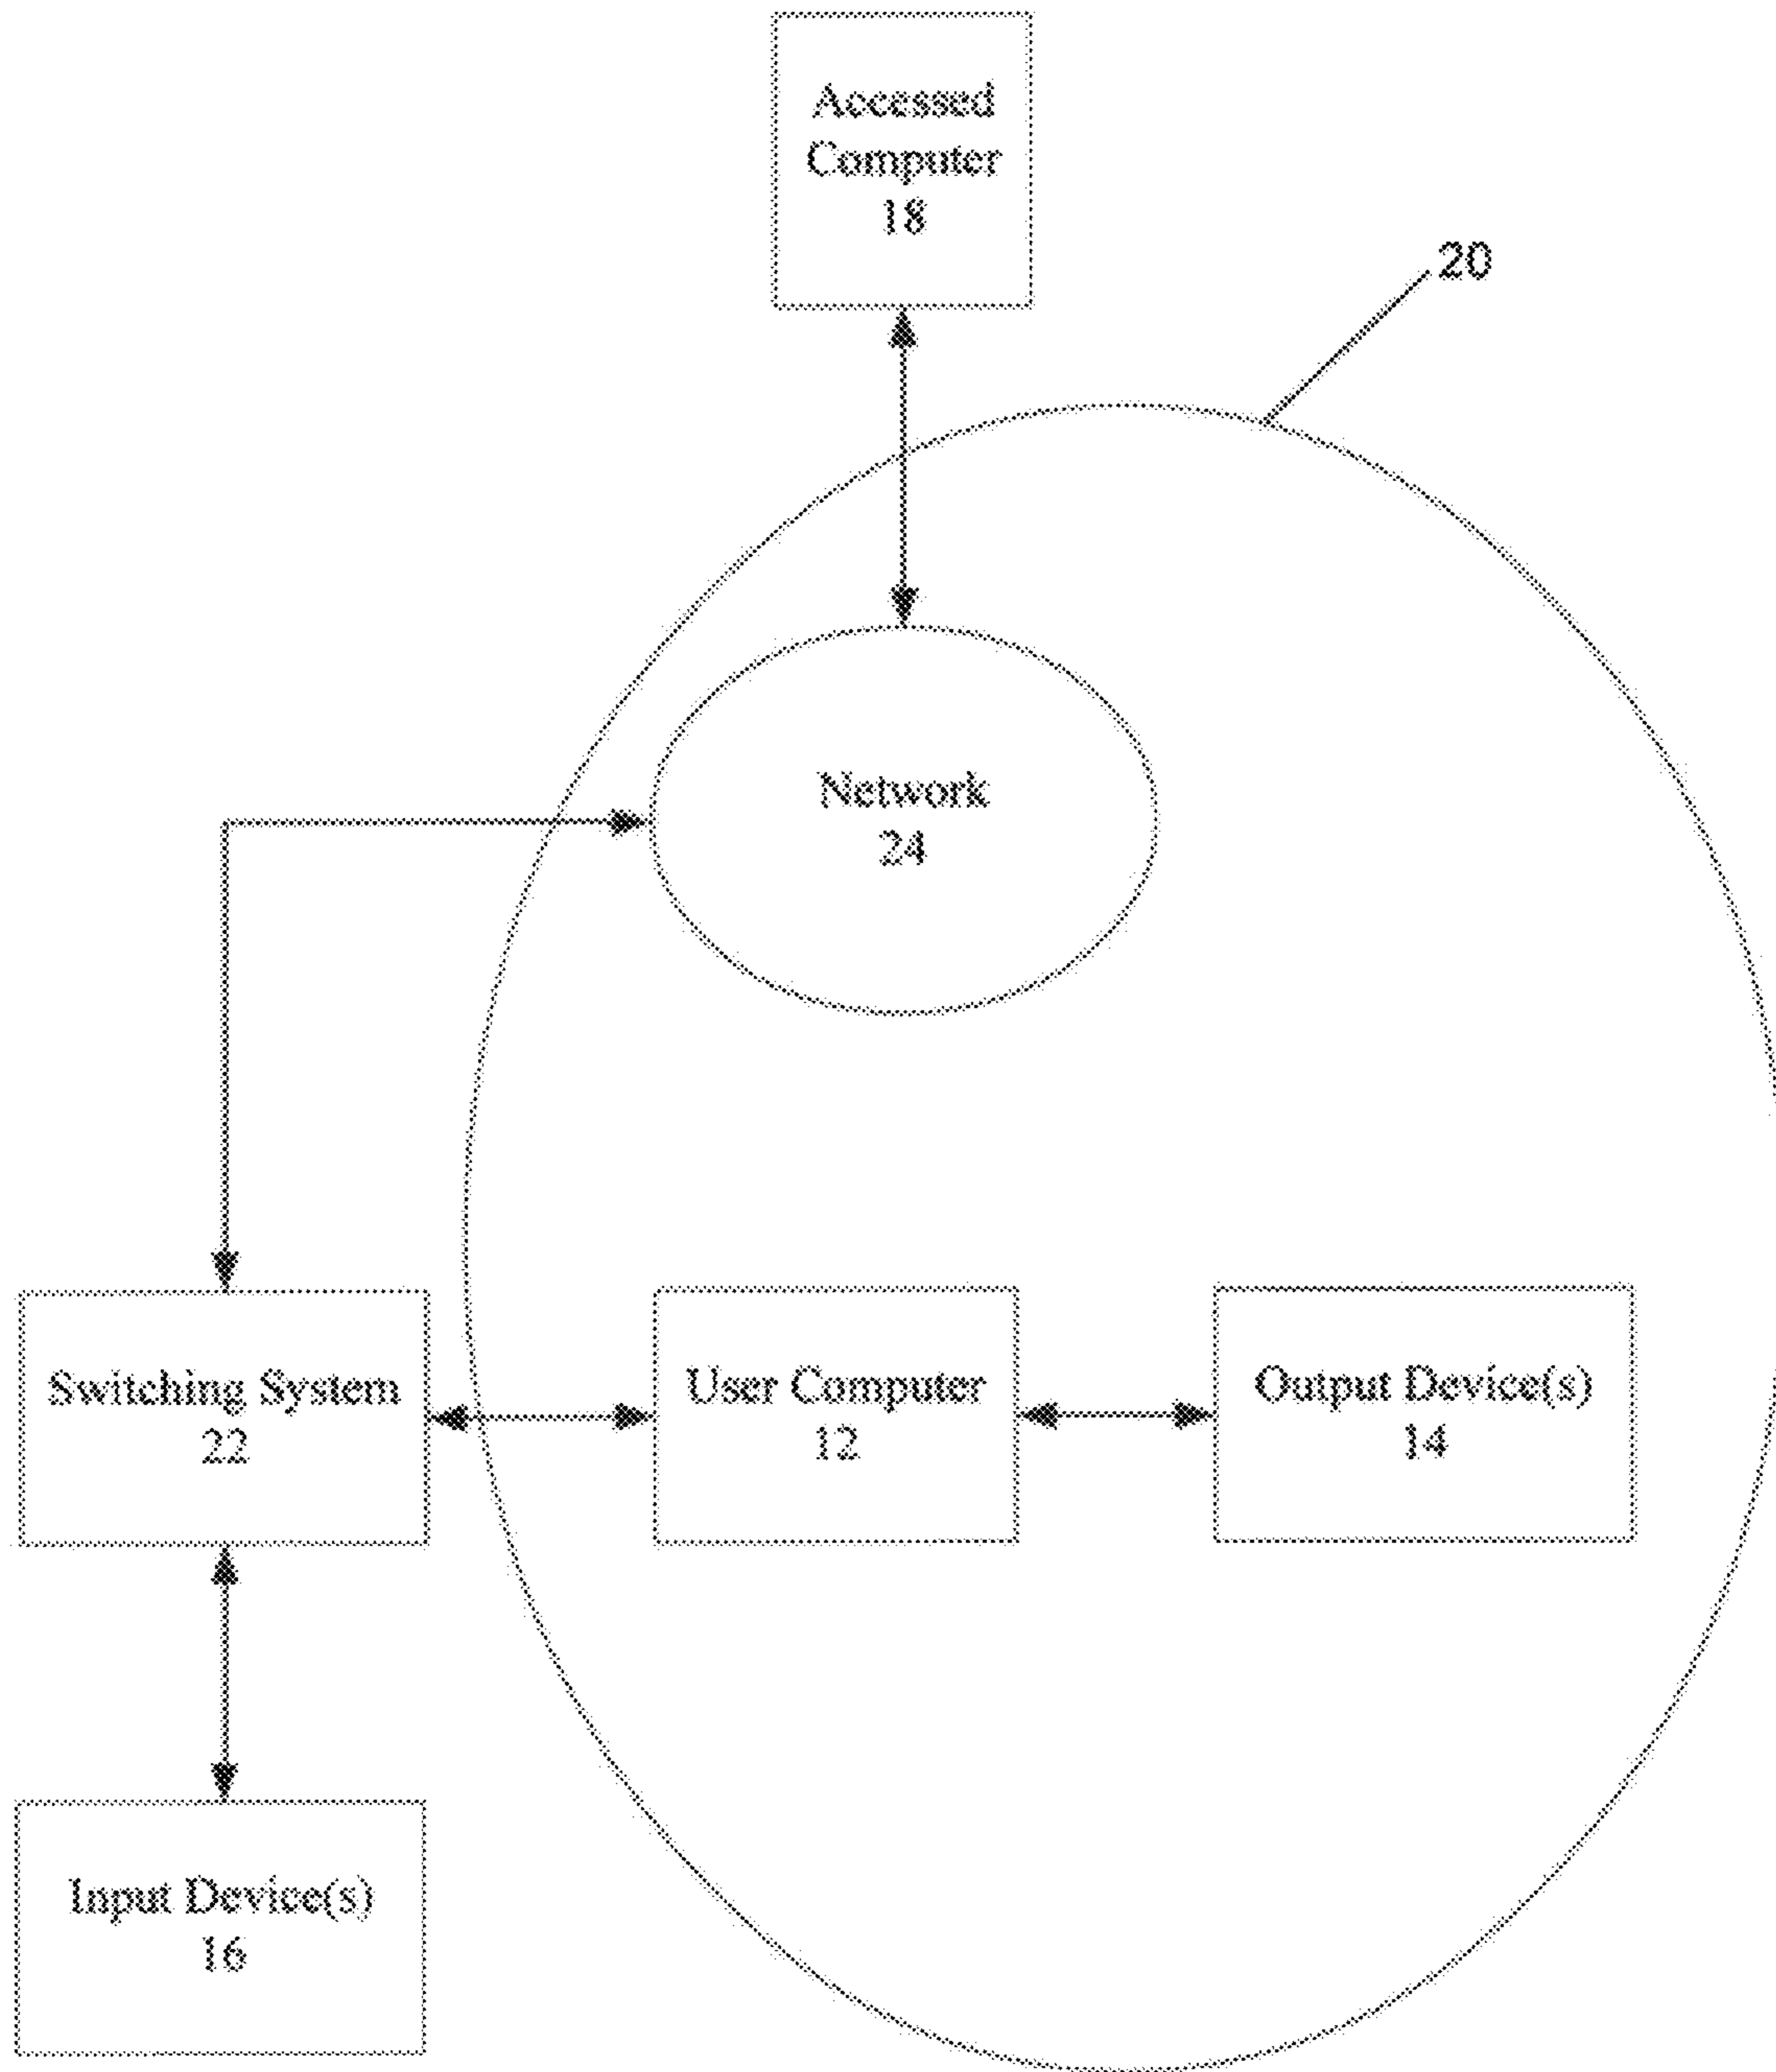 Accessed
Computer
18
20
Network
24
Switching System
22
User Computer
12
Output Device(s)
14
Input Device(s)
16